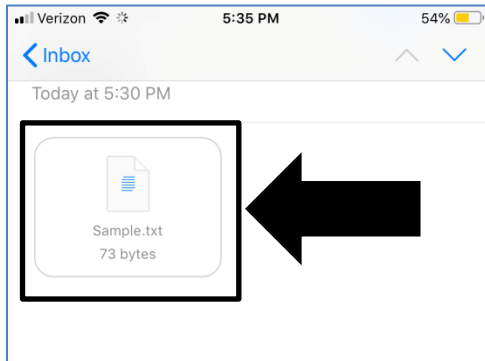 Verizon 5:35 PM 54%
Inbox
Today at 5:30 PM
Sample.txt
73 bytes